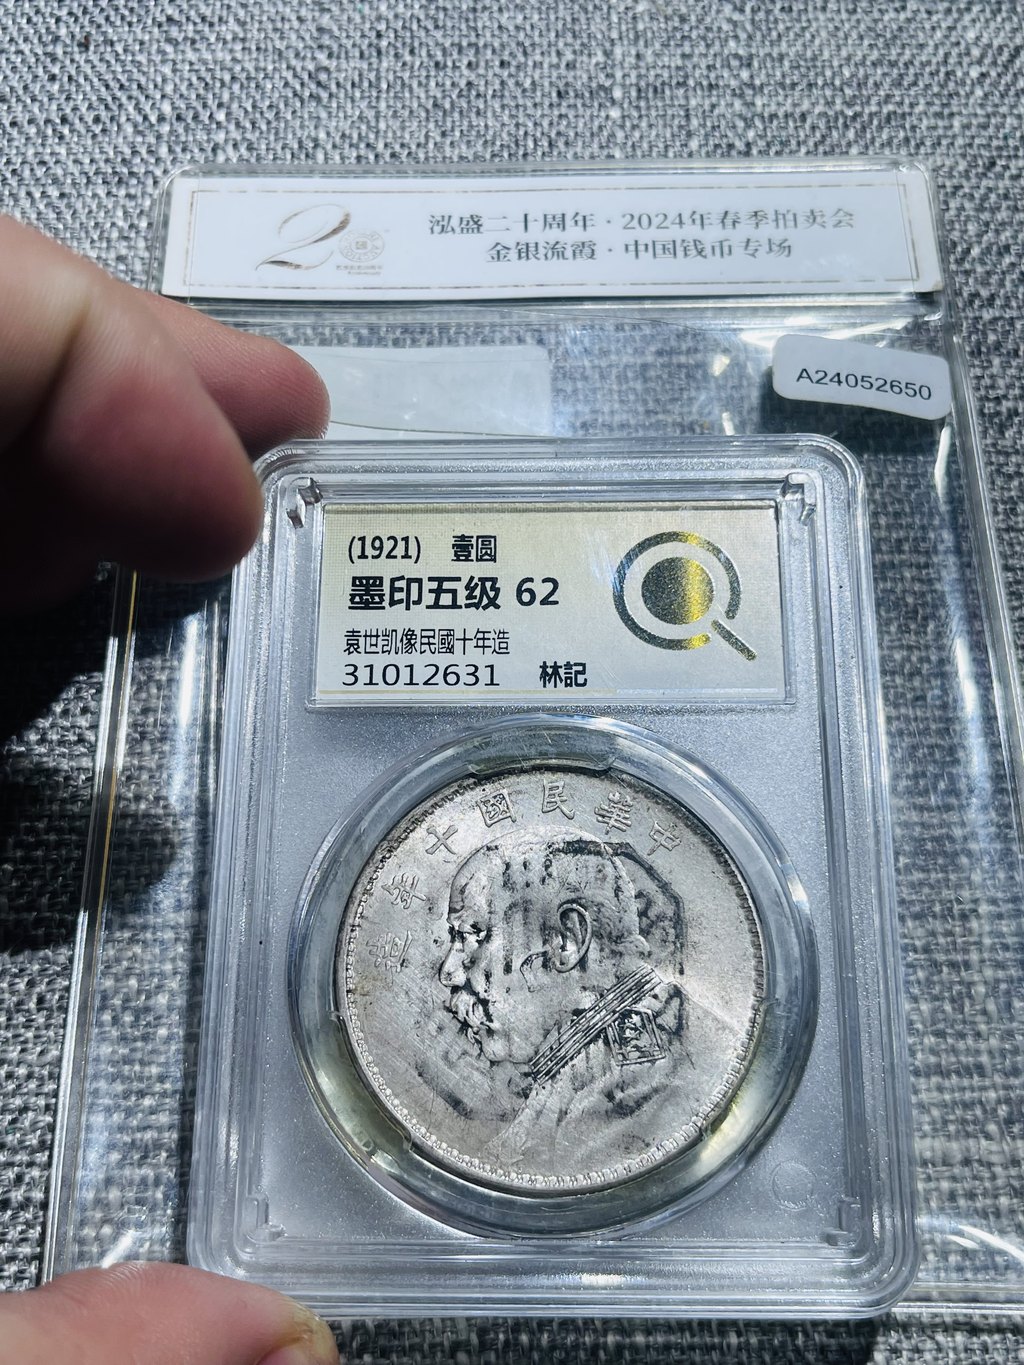 泓盛二十周年·2024年春季拍卖会
金银流霞·中国钱币专场
A24052650
(1921) 壹圆
墨印五级 62
袁世凯像民國十年造
31012631 林記
中華民國十年造